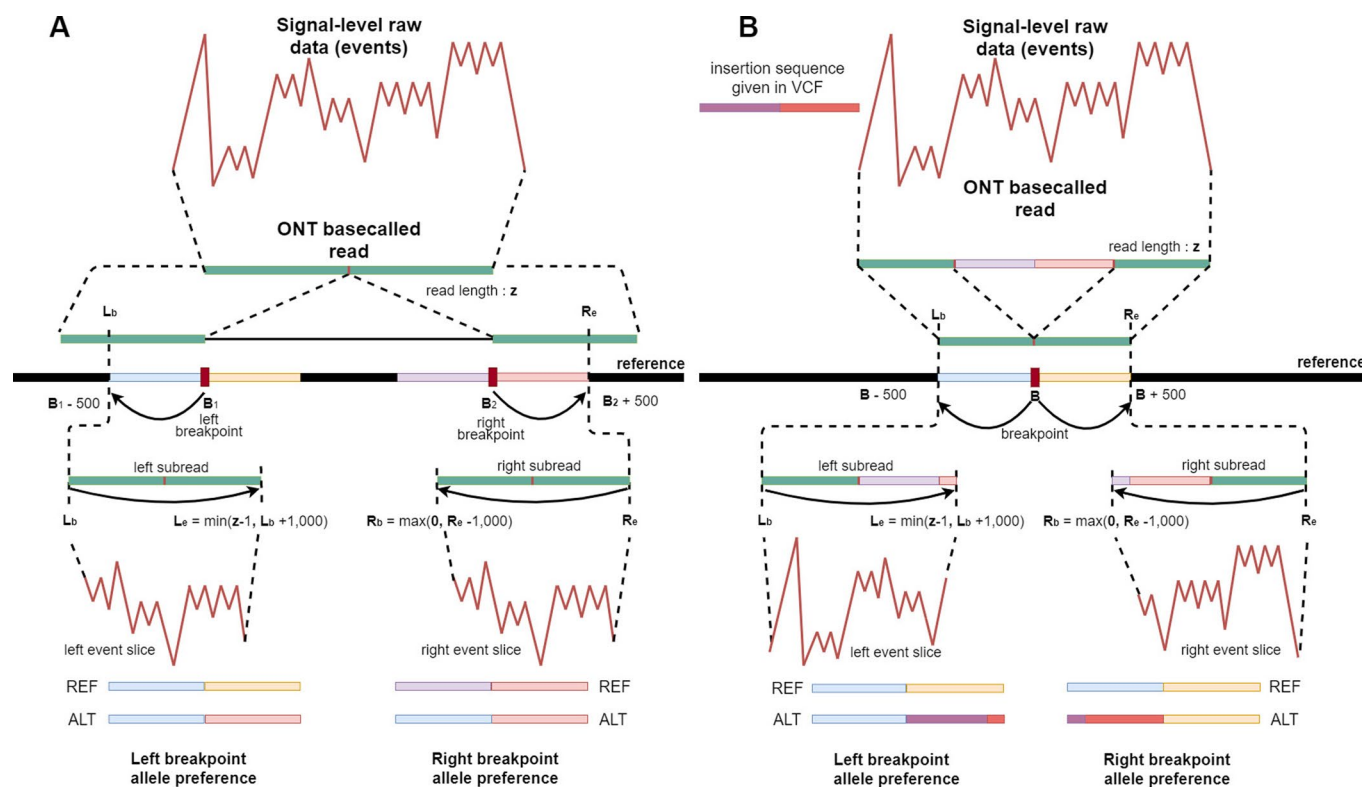 A
Signal-level raw
data (events)
ONT basecalled
read
read length : z
Lb
Re
reference
B1 - 500
B1
left
breakpoint
B2
right
breakpoint
B2 + 500
left subread
right subread
Lb
Le = min(z-1, Lb +1,000)
Rb = max(0, Re -1,000)
Re
left event slice
right event slice
REF
REF
ALT
ALT
Left breakpoint
allele preference
Right breakpoint
allele preference
B
Signal-level raw
data (events)
insertion sequence
given in VCF
ONT basecalled
read
read length : z
Lb
Re
reference
B - 500
B
B + 500
breakpoint
left subread
right subread
Lb
Le = min(z-1, Lb +1,000)
Rb = max(0, Re -1,000)
Re
left event slice
right event slice
REF
REF
ALT
ALT
Left breakpoint
allele preference
Right breakpoint
allele preference